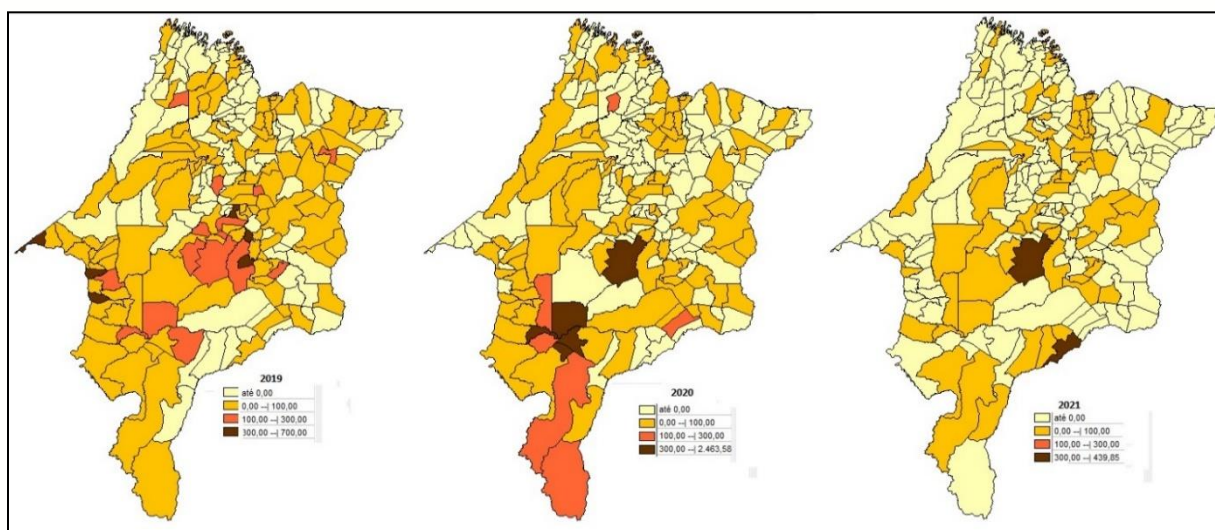 2019
até 0,00
0,00 --| 100,00
100,00 --| 300,00
300,00 --| 700,00
2020
até 0,00
0,00 --| 100,00
100,00 --| 300,00
300,00 --| 2.463,58
2021
até 0,00
0,00 --| 100,00
100,00 --| 300,00
300,00 --| 439,85